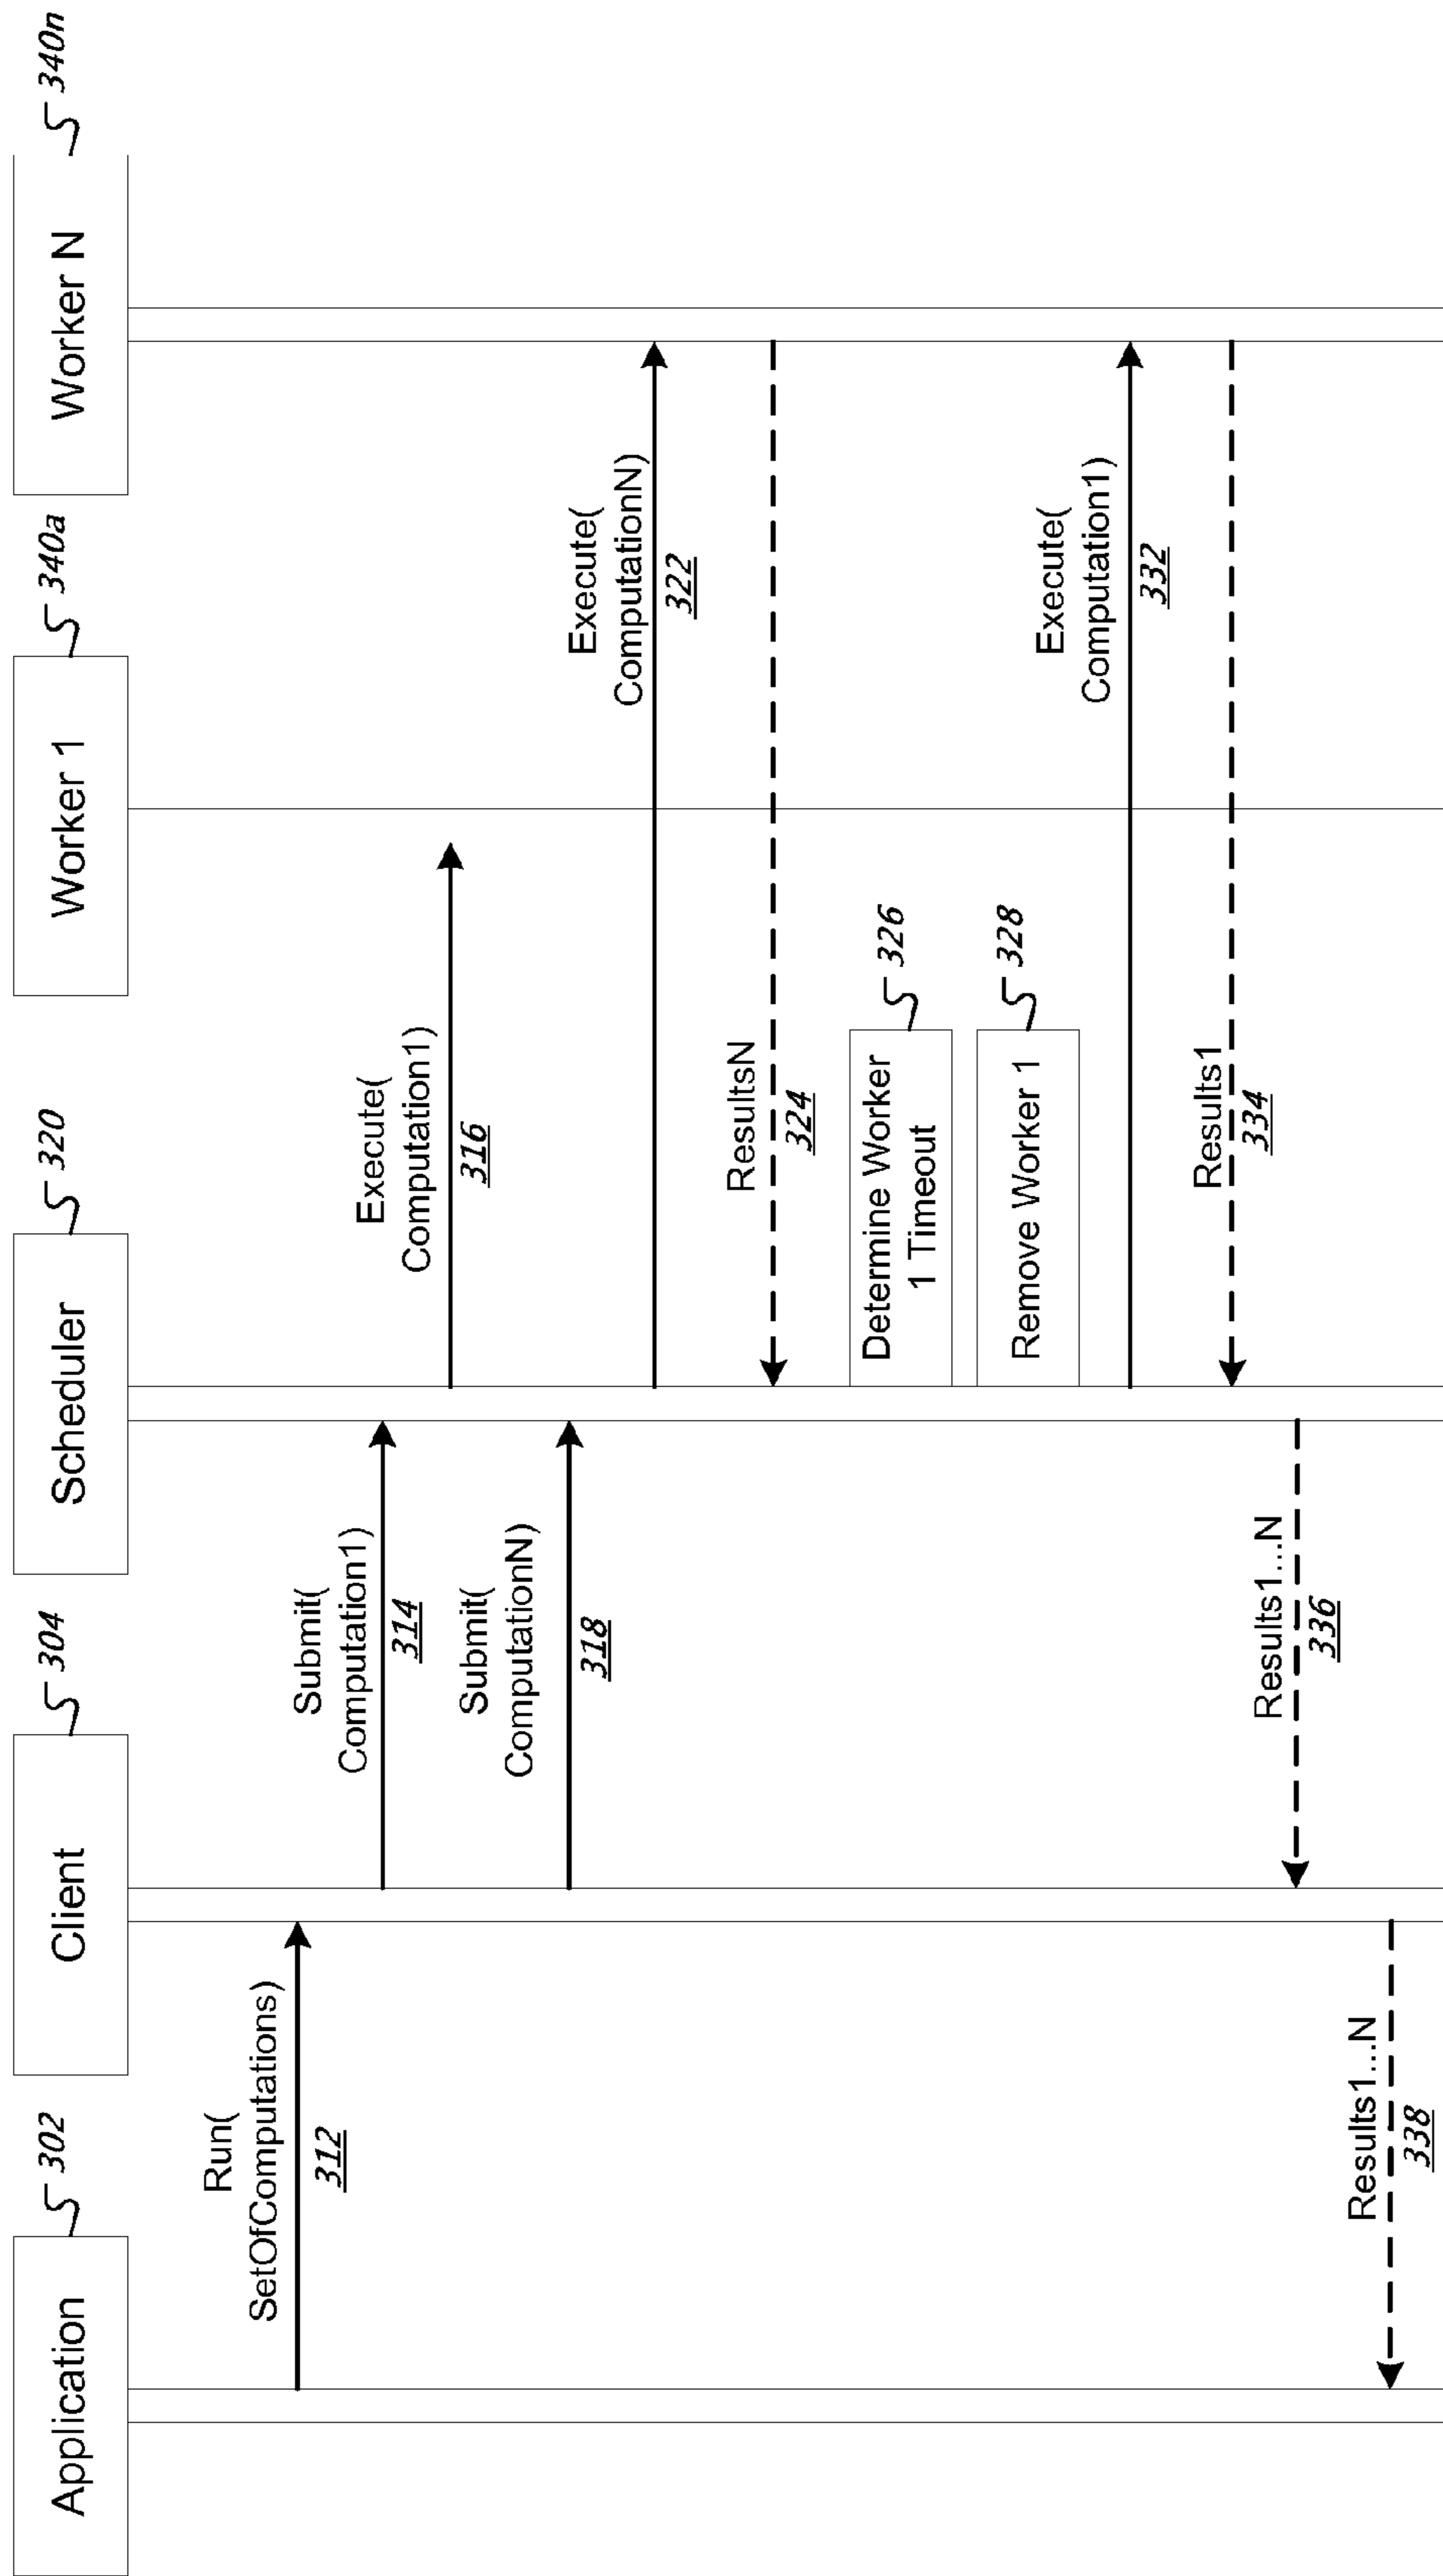 Application
302
Client
304
Scheduler
320
Worker 1
340a
Worker N
340n
Run(
SetOfComputations)
312
Submit(
Computation1)
314
Execute(
Computation1)
316
Submit(
ComputationN)
318
Execute(
ComputationN)
322
ResultsN
324
Determine Worker
1 Timeout
326
Remove Worker 1
328
Execute(
Computation1)
332
Results1
334
Results1...N
336
Results1...N
338